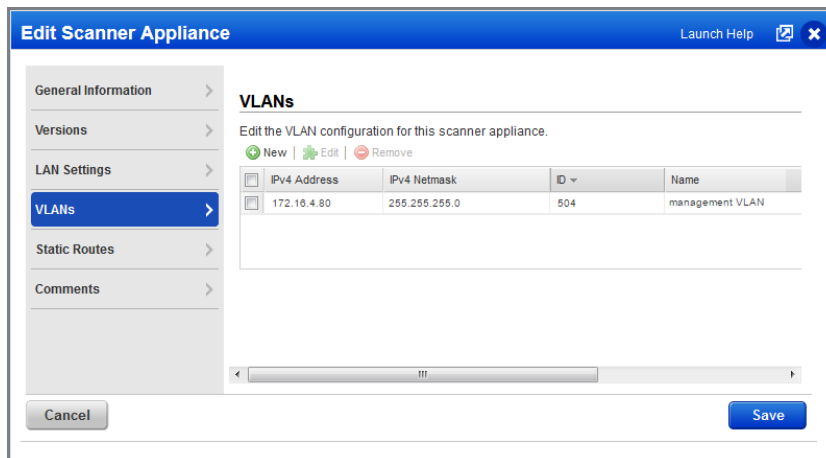 Edit Scanner Appliance
Launch Help
General Information
Versions
LAN Settings
VLANs
Static Routes
Comments
VLANs
Edit the VLAN configuration for this scanner appliance.
New | Edit | Remove
IPv4 Address IPv4 Netmask ID Name
172.16.4.80 255.255.255.0 504 management VLAN
Cancel
Save